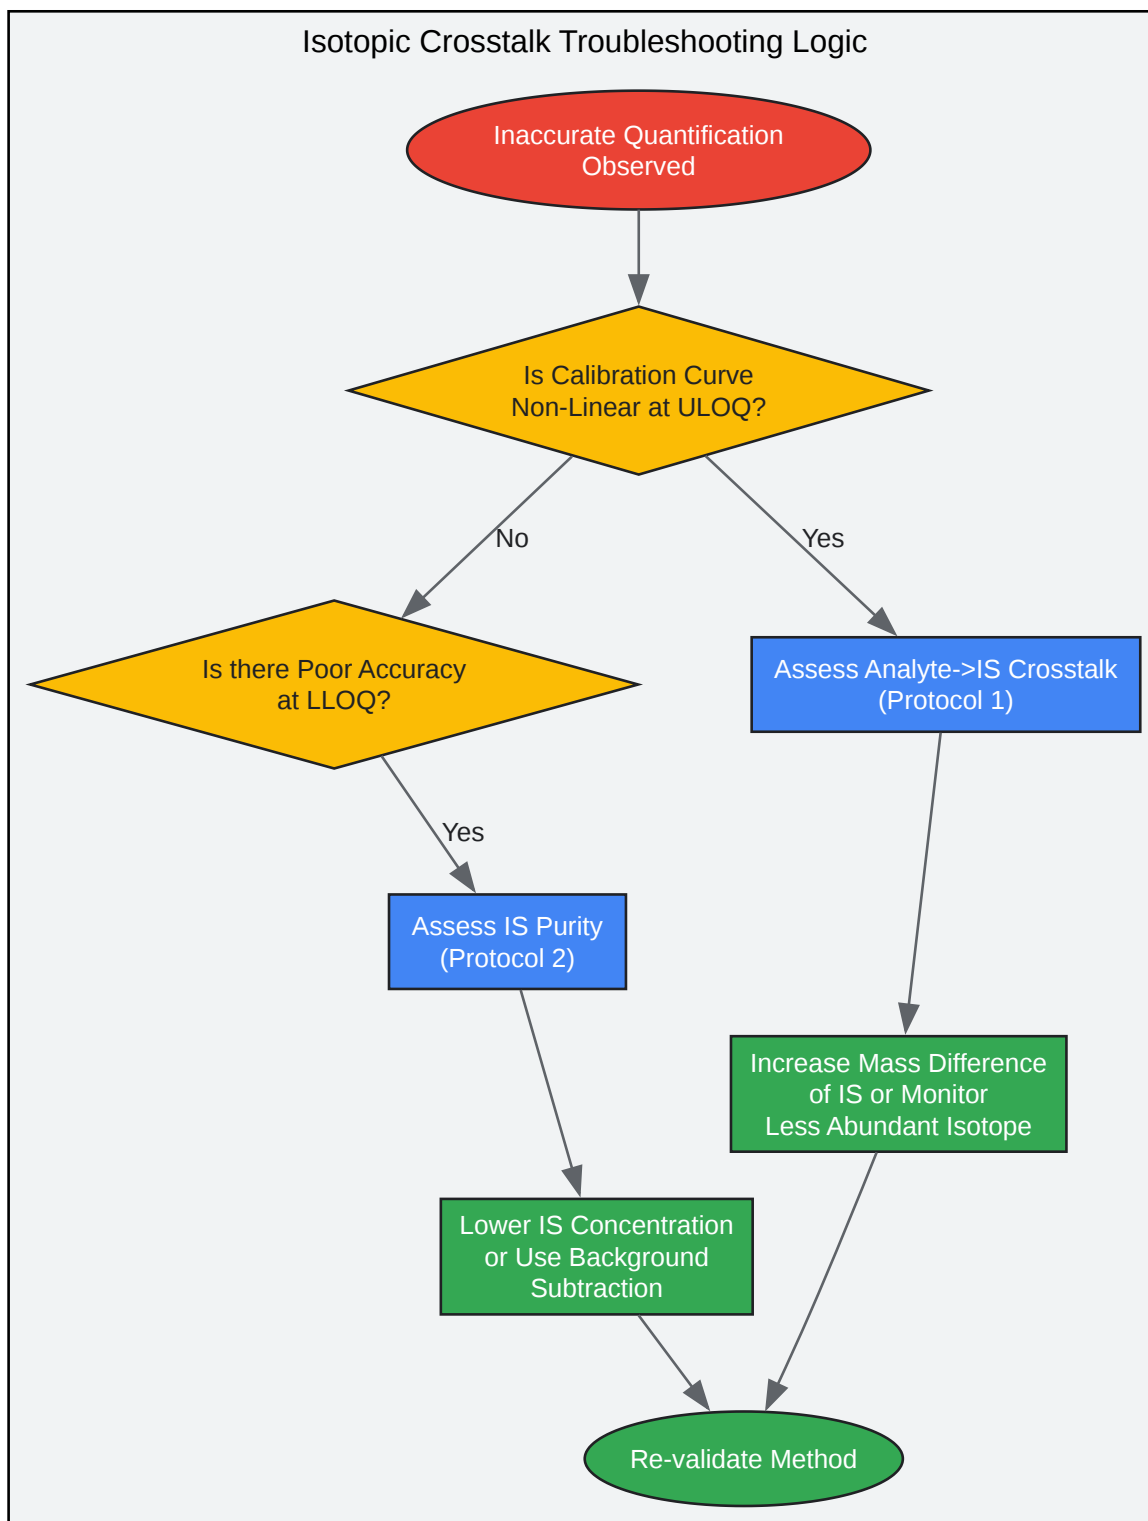 Isotopic Crosstalk Troubleshooting Logic
Inaccurate Quantification
Observed
Is Calibration Curve
Non-Linear at ULOQ?
No
Yes
Is there Poor Accuracy
at LLOQ?
Assess Analyte->IS Crosstalk
(Protocol 1)
Yes
Assess IS Purity
(Protocol 2)
Increase Mass Difference
of IS or Monitor
Less Abundant Isotope
Lower IS Concentration
or Use Background
Subtraction
Re-validate Method